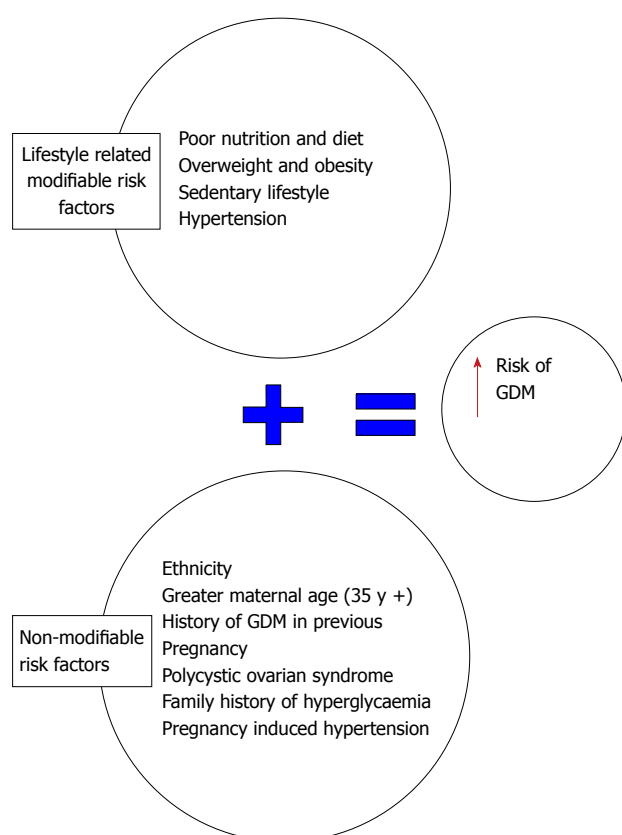 Lifestyle related
modifiable risk
factors
Poor nutrition and diet
Overweight and obesity
Sedentary lifestyle
Hypertension
+
=
Risk of
GDM
Non-modifiable
risk factors
Ethnicity
Greater maternal age (35 y +)
History of GDM in previous
Pregnancy
Polycystic ovarian syndrome
Family history of hyperglycaemia
Pregnancy induced hypertension